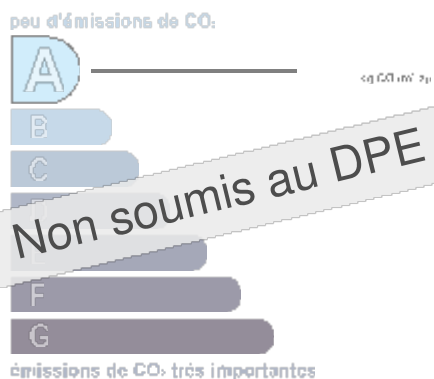 peu d'émissions de CO₂
A
B
C
Non soumis au DPE
F
G
émissions de CO₂ très importantes